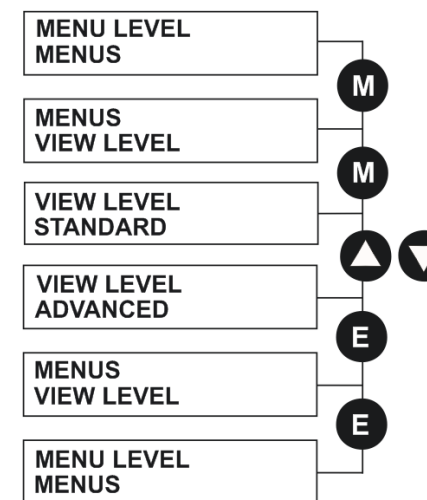 MENU LEVEL
MENUS
M
MENUS
VIEW LEVEL
M
VIEW LEVEL
STANDARD
VIEW LEVEL
ADVANCED
E
MENUS
VIEW LEVEL
E
MENU LEVEL
MENUS